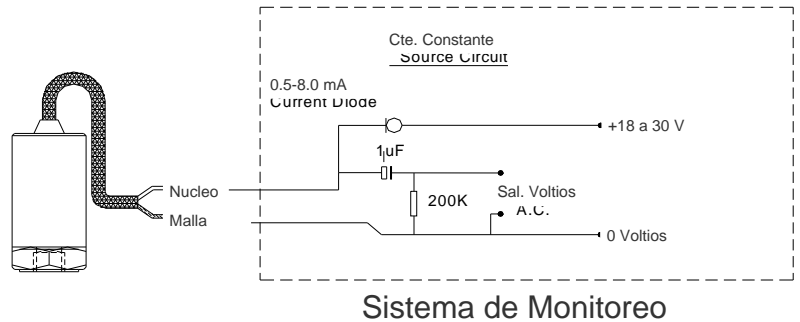 Cte. Constante
Source Circuit
0.5-8.0 mA
Current Diode
+18 a 30 V
1uF
Nucleo
200K
Sal. Voltios
A.C.
Malla
0 Voltios
Sistema de Monitoreo